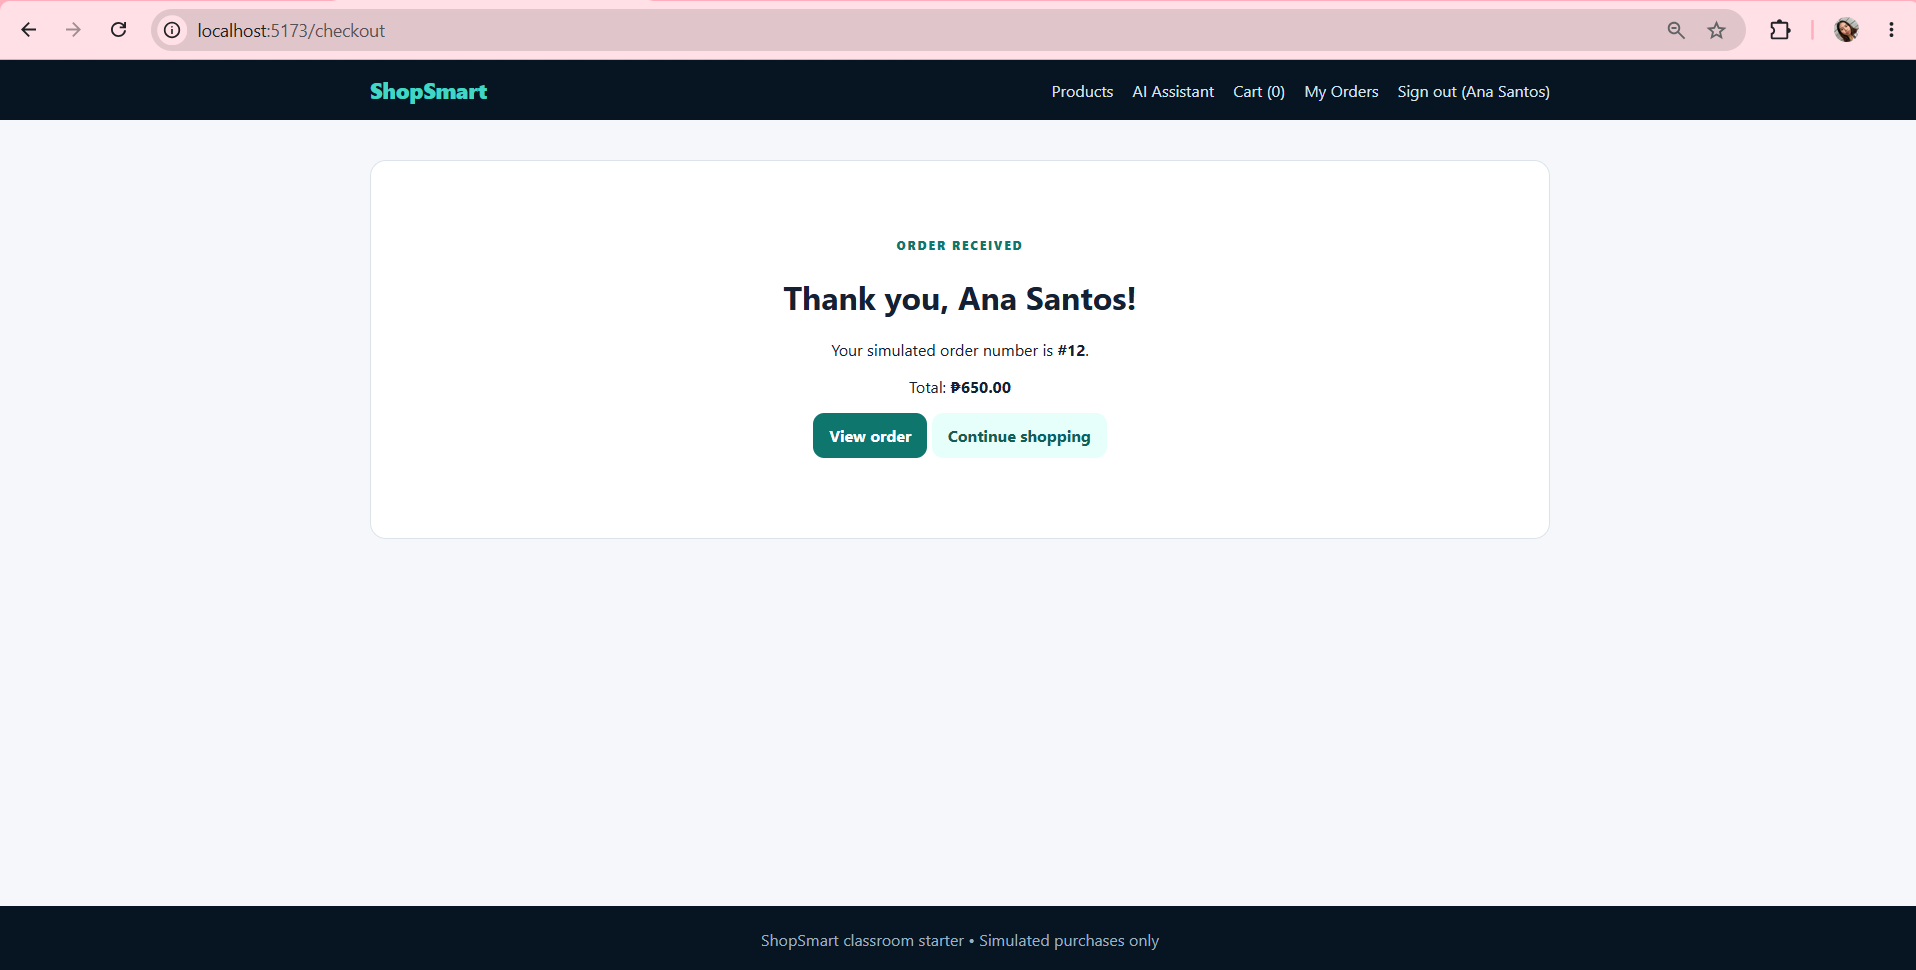 localhost:5173/checkout
ShopSmart
Products AI Assistant Cart (0) My Orders Sign out (Ana Santos)
ORDER RECEIVED
Thank you, Ana Santos!
Your simulated order number is #12.
Total: ₱650.00
View order Continue shopping
ShopSmart classroom starter • Simulated purchases only